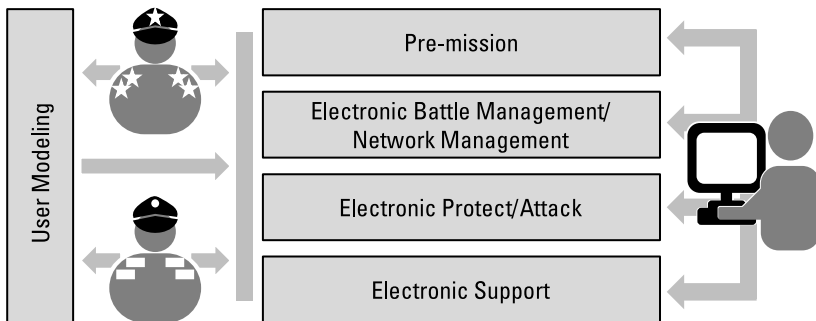 User Modeling
Pre-mission
Electronic Battle Management/
Network Management
Electronic Protect/Attack
Electronic Support